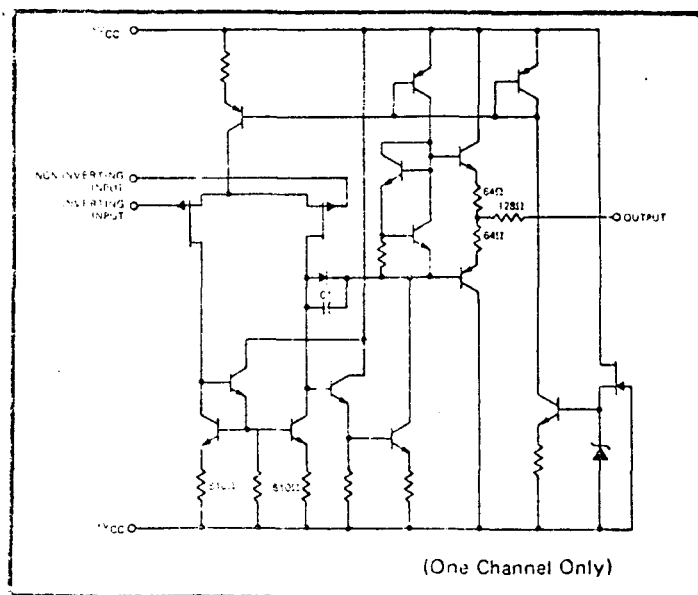 VCC
NON INVERTING
INPUT
INVERTING
INPUT
64Ω
128Ω
OUTPUT
64Ω
C1
510Ω
VCC
(One Channel Only)